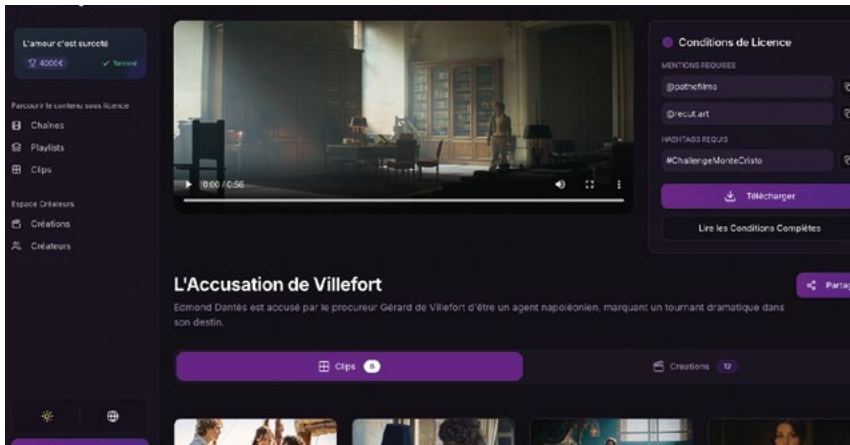 L'amour c'est surcoté
4000€
Terminé
Parcourir le contenu sous licence
Chaînes
Playlists
Clips
Espace Créateurs
Créations
Créateurs
0:00 / 0:56
Conditions de Licence
MENTIONS REQUISES
@pathefilms
@recut.art
HASHTAGS REQUIS
#ChallengeMonteCristo
Télécharger
Lire les Conditions Complètes
L'Accusation de Villefort
Partag
Edmond Dantès est accusé par le procureur Gérard de Villefort d'être un agent napoléonien, marquant un tournant dramatique dans
son destin.
Clips 6
Creations 12